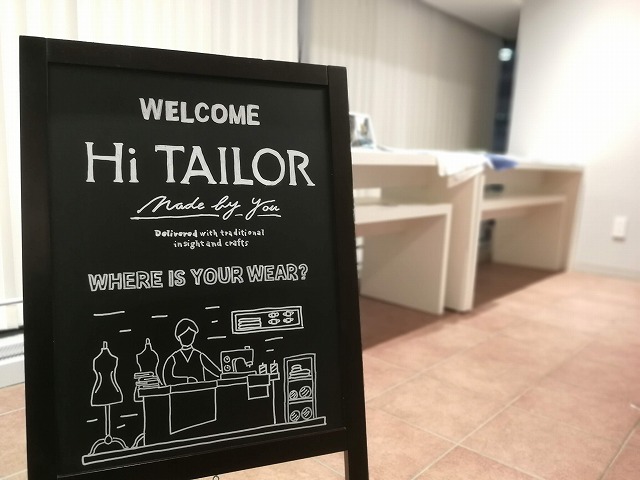 WELCOME
Hi TAILOR
Made by You
Delivered with traditional
insight and crafts
WHERE IS YOUR WEAR?